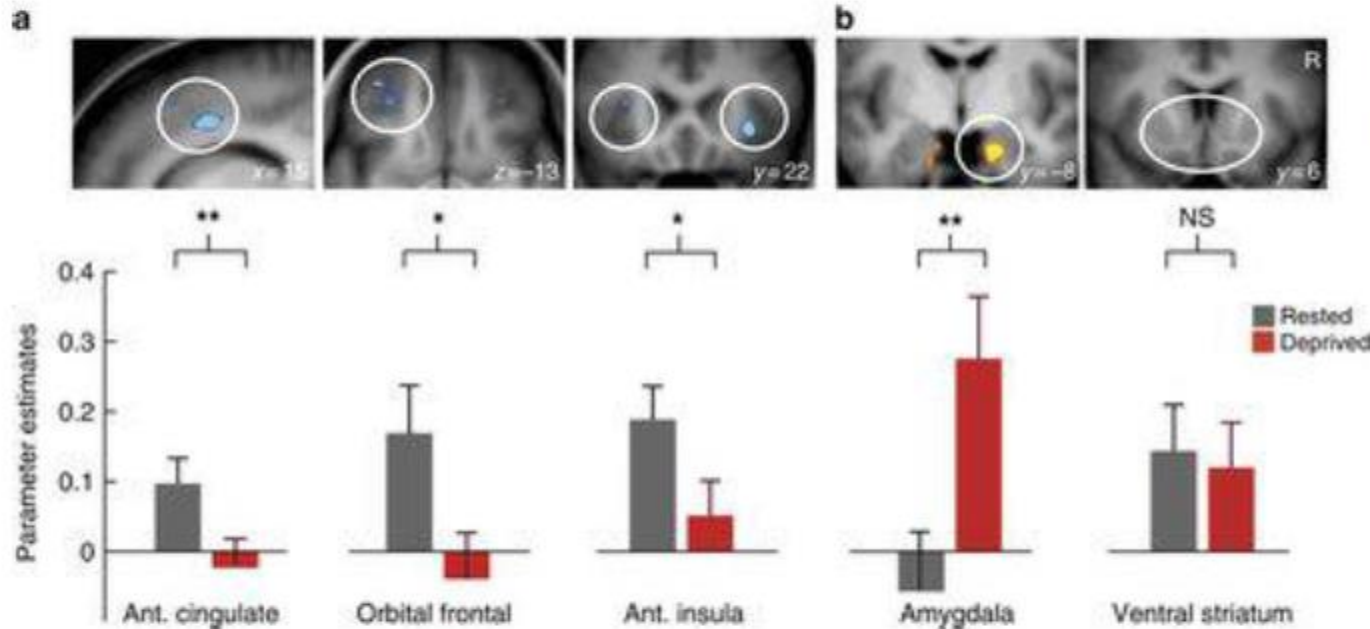 a
b
x=15
z=-13
y=22
y=-8
R
y=6
**
*
*
**
NS
0.4
0.3
0.2
0.1
0
Parameter estimates
Rested
Deprived
Ant. cingulate
Orbital frontal
Ant. insula
Amygdala
Ventral striatum